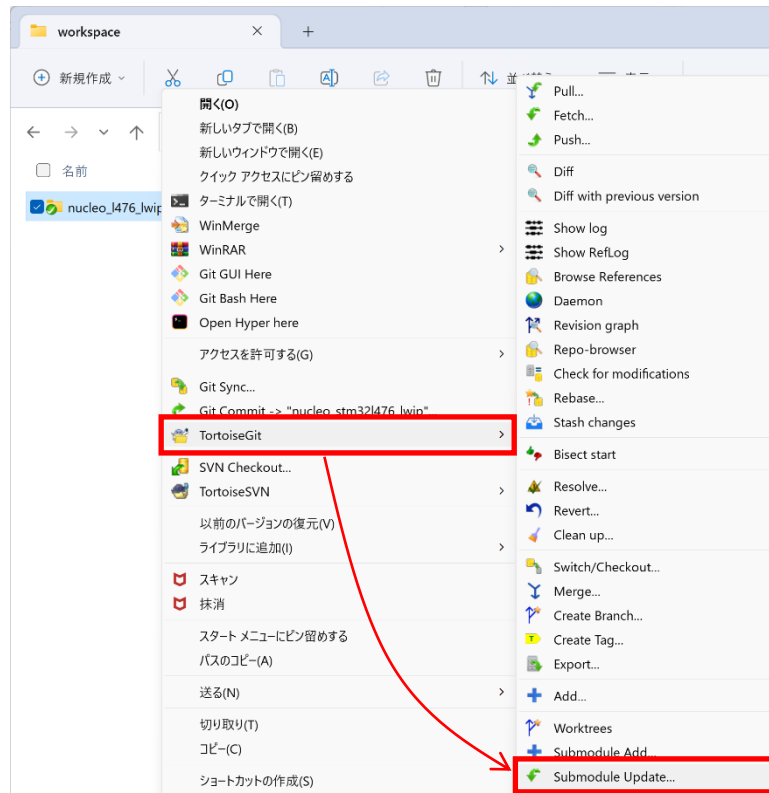 workspace
新規作成
名前
nucleo_l476_lwip
開く(O)
新しいタブで開く(B)
新しいウィンドウで開く(E)
クイック アクセスにピン留めする
ターミナルで開く(T)
WinMerge
WinRAR
Git GUI Here
Git Bash Here
Open Hyper here
アクセスを許可する(G)
Git Sync...
Git Commit -> "nucleo_stm32l476_lwip"...
TortoiseGit
SVN Checkout...
TortoiseSVN
以前のバージョンの復元(V)
ライブラリに追加(I)
スキャン
抹消
スタート メニューにピン留めする
パスのコピー(A)
送る(N)
切り取り(T)
コピー(C)
ショートカットの作成(S)
Pull...
Fetch...
Push...
Diff
Diff with previous version
Show log
Show RefLog
Browse References
Daemon
Revision graph
Repo-browser
Check for modifications
Rebase...
Stash changes
Bisect start
Resolve...
Revert...
Clean up...
Switch/Checkout...
Merge...
Create Branch...
Create Tag...
Export...
Add...
Worktrees
Submodule Add...
Submodule Update...